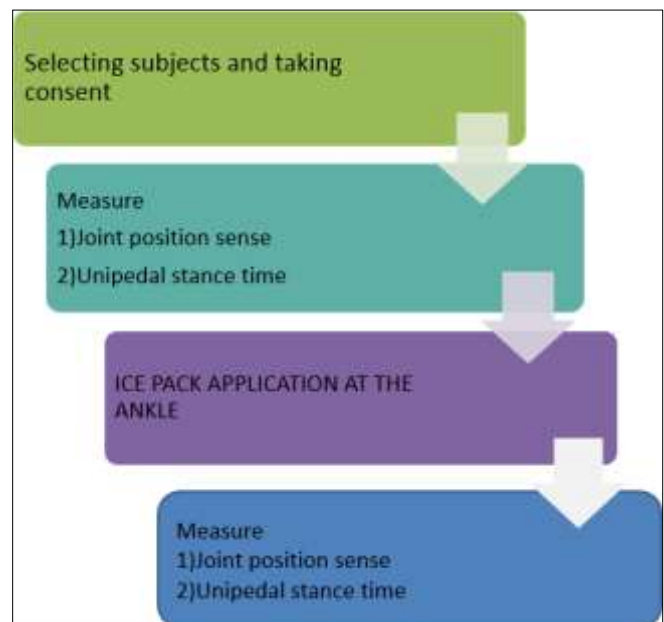 Selecting subjects and taking
consent
Measure
1)Joint position sense
2)Unipedal stance time
ICE PACK APPLICATION AT THE
ANKLE
Measure
1)Joint position sense
2)Unipedal stance time